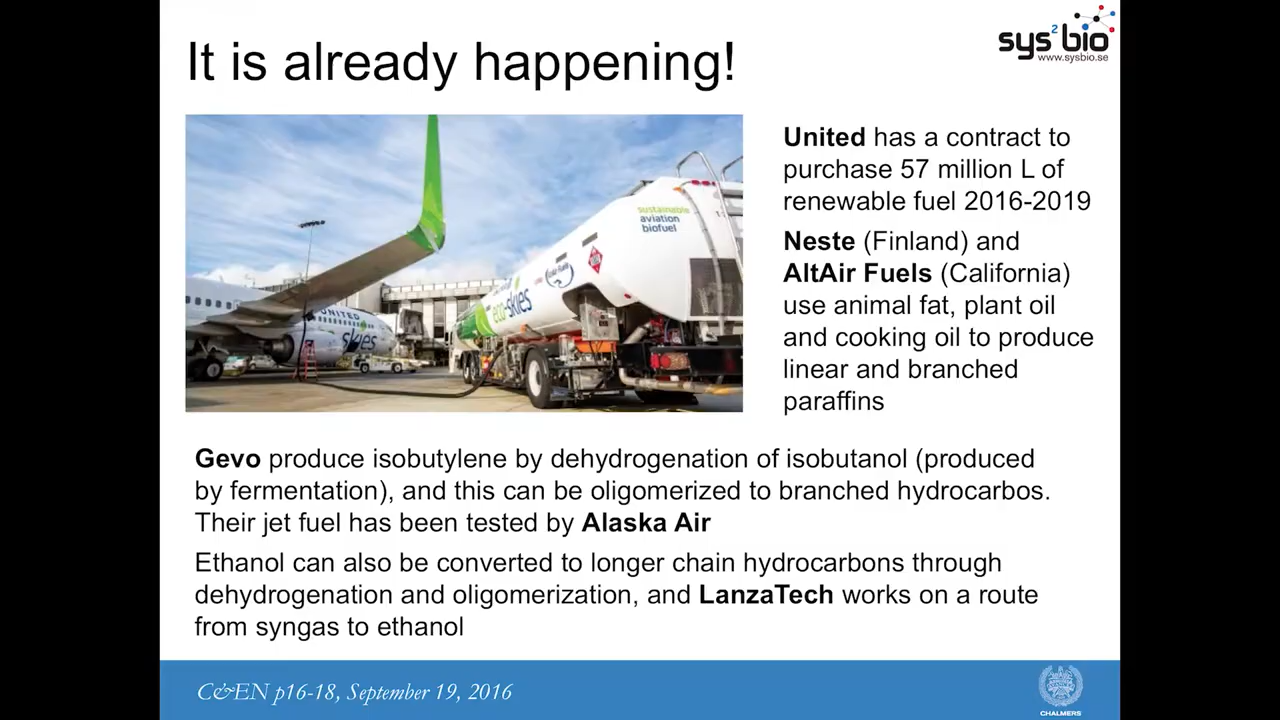 It is already happening!
sys2bio
www.sysbio.se
sustainable
aviation
biofuel
eco-skies
UNITED
skies
United has a contract to
purchase 57 million L of
renewable fuel 2016-2019
Neste (Finland) and
AltAir Fuels (California)
use animal fat, plant oil
and cooking oil to produce
linear and branched
paraffins
Gevo produce isobutylene by dehydrogenation of isobutanol (produced
by fermentation), and this can be oligomerized to branched hydrocarbos.
Their jet fuel has been tested by Alaska Air
Ethanol can also be converted to longer chain hydrocarbons through
dehydrogenation and oligomerization, and LanzaTech works on a route
from syngas to ethanol
C&EN p16-18, September 19, 2016
CHALMERS